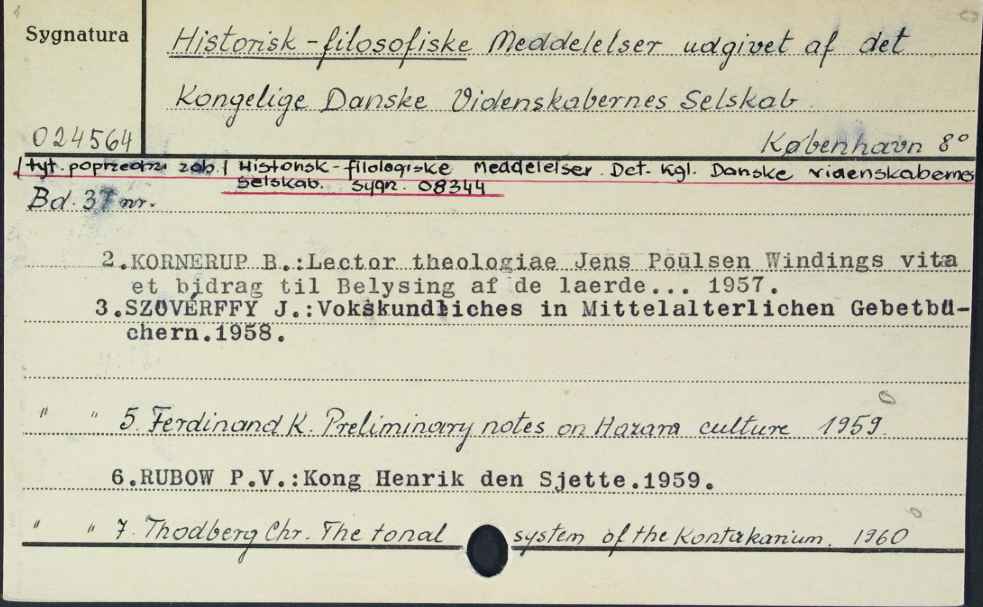 Sygnatura
Historisk-filosofiske Meddelelser udgivet af det
Kongelige Danske Videnskabernes Selskab
024564
København 8°
/tyt. poprzedni zob./ Historisk-filologiske Meddelelser. Det. Kgl. Danske videnskabernes
selskab. Sygn. 08344
Bd. 37 nr.
2.KORNERUP B.:Lector theologiae Jens Poulsen Windings vita
et bidrag til Belysing af de laerde... 1957.
3.SZÖVÉRFFY J.:Vokskundliches in Mittelalterlichen Gebetbü-
chern.1958.
" " 5. Ferdinand K. Preliminary notes on Hazara culture 1959.
6.RUBOW P.V.:Kong Henrik den Sjette.1959.
" " 7. Thodberg Chr. The tonal system of the Kontakarium. 1960